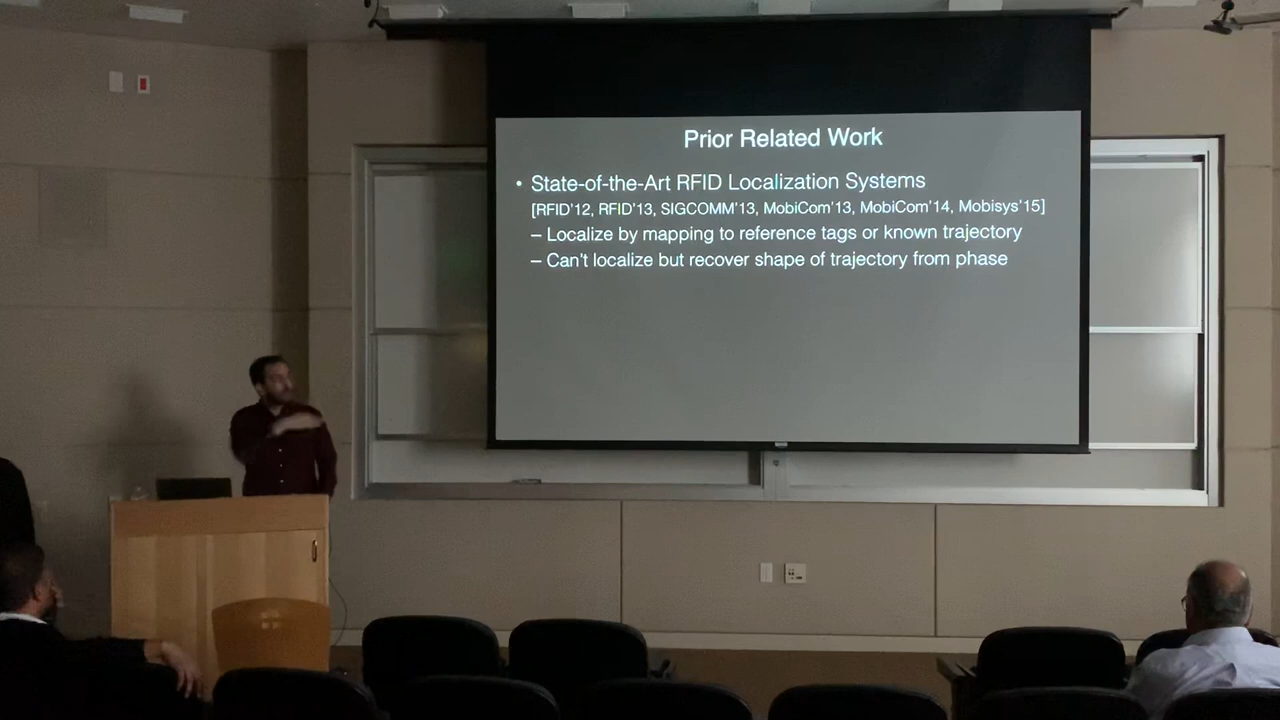 Prior Related Work
• State-of-the-Art RFID Localization Systems
[RFID'12, RFID'13, SIGCOMM'13, MobiCom'13, MobiCom'14, Mobisys'15]
– Localize by mapping to reference tags or known trajectory
– Can't localize but recover shape of trajectory from phase